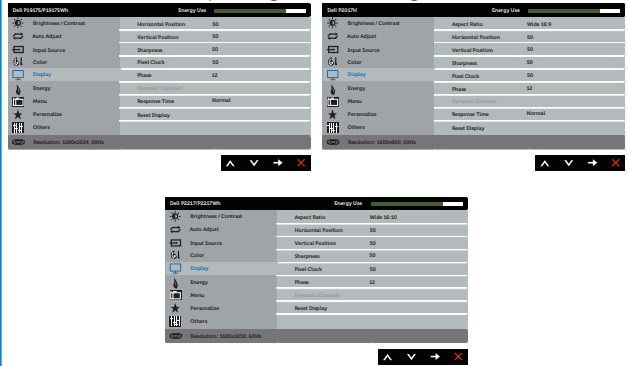 Dell P1917S/P1917SWh Energy Use
Brightness / Contrast Horizontal Position 50
Auto Adjust Vertical Position 50
Input Source Sharpness 50
Color Pixel Clock 50
Display Phase 12
Energy Dynamic Contrast
Menu Response Time Normal
Personalize Reset Display
Others
Resolution: 1280x1024, 60Hz
Dell P2017H Energy Use
Brightness / Contrast Aspect Ratio Wide 16:9
Auto Adjust Horizontal Position 50
Input Source Vertical Position 50
Color Sharpness 50
Display Pixel Clock 50
Energy Phase 12
Menu Dynamic Contrast
Personalize Response Time Normal
Others Reset Display
Resolution: 1600x900, 60Hz
Dell P2217/P2217Wh Energy Use
Brightness / Contrast Aspect Ratio Wide 16:10
Auto Adjust Horizontal Position 50
Input Source Vertical Position 50
Color Sharpness 50
Display Pixel Clock 50
Energy Phase 12
Menu Dynamic Contrast
Personalize Reset Display
Others
Resolution: 1680x1050, 60Hz